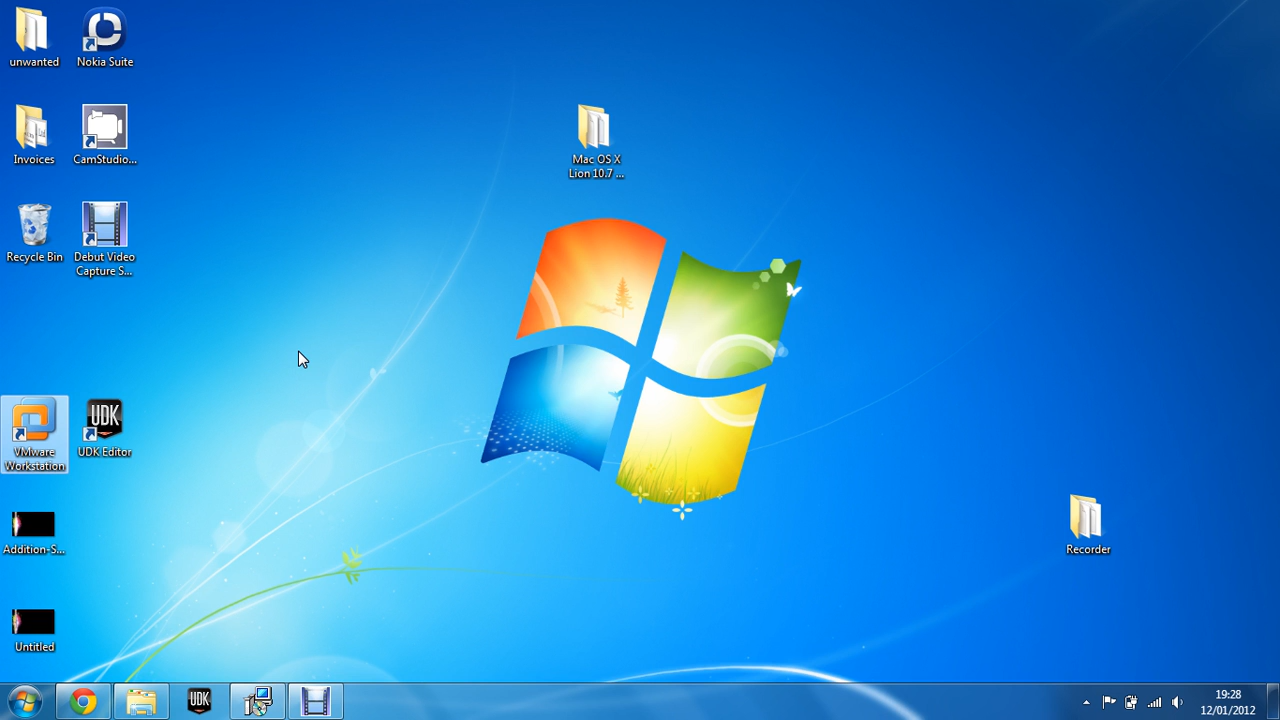 unwanted
Nokia Suite
Invoices
CamStudio...
Mac OS X
Lion 10.7 ...
Recycle Bin
Debut Video
Capture S...
VMware
Workstation
UDK
UDK Editor
Addition-S...
Recorder
Untitled
UDK
19:28
12/01/2012